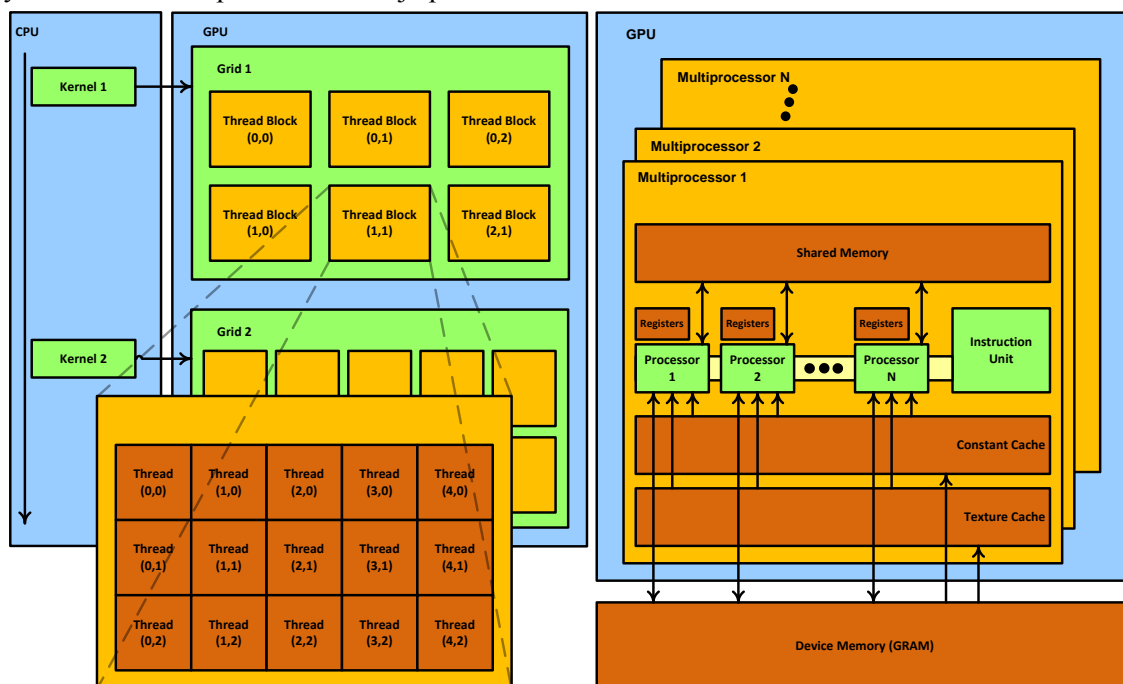 CPU
Kernel 1
Kernel 2
GPU
Grid 1
Thread Block
(0,0)
Thread Block
(0,1)
Thread Block
(0,2)
Thread Block
(1,0)
Thread Block
(1,1)
Thread Block
(2,1)
Grid 2
Thread
(0,0)
Thread
(1,0)
Thread
(2,0)
Thread
(3,0)
Thread
(4,0)
Thread
(0,1)
Thread
(1,1)
Thread
(2,1)
Thread
(3,1)
Thread
(4,1)
Thread
(0,2)
Thread
(1,2)
Thread
(2,2)
Thread
(3,2)
Thread
(4,2)
GPU
Multiprocessor N
Multiprocessor 2
Multiprocessor 1
Shared Memory
Registers
Registers
Registers
Processor
1
Processor
2
Processor
N
Instruction
Unit
Constant Cache
Texture Cache
Device Memory (GRAM)